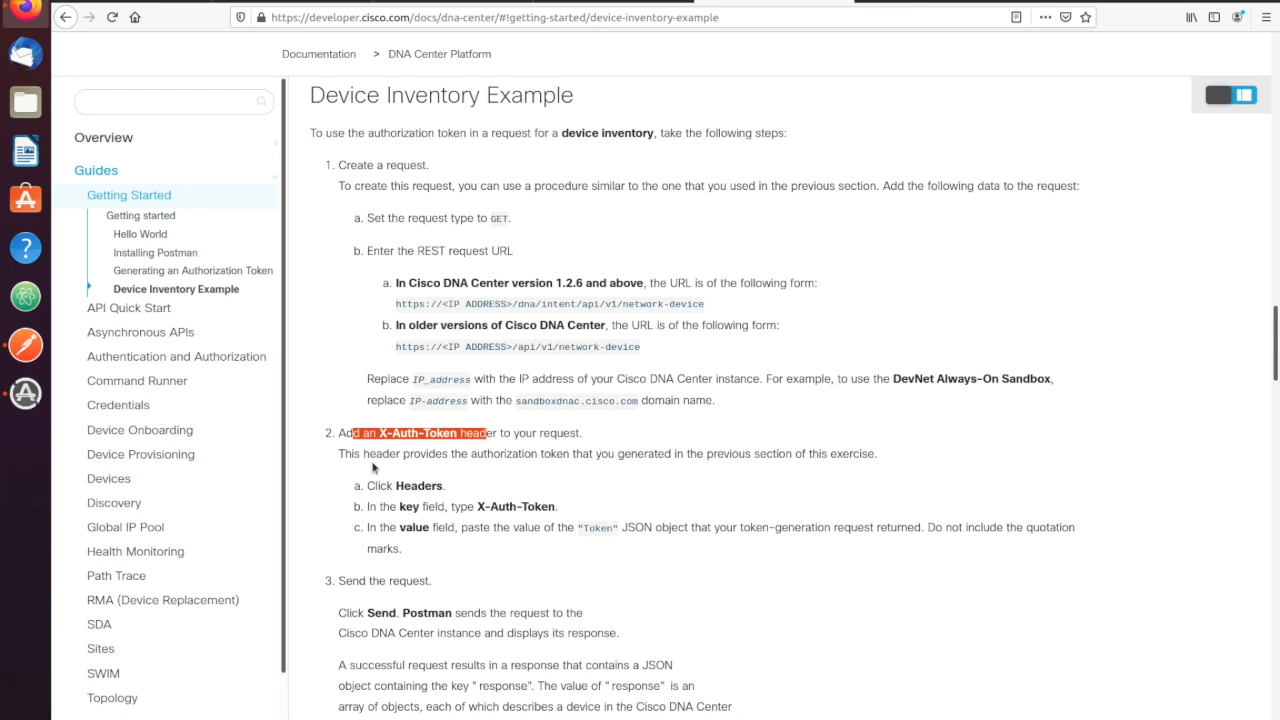 https://developer.cisco.com/docs/dna-center/#!getting-started/device-inventory-example
Documentation > DNA Center Platform
Overview
Guides
Getting Started
Getting started
Hello World
Installing Postman
Generating an Authorization Token
Device Inventory Example
API Quick Start
Asynchronous APIs
Authentication and Authorization
Command Runner
Credentials
Device Onboarding
Device Provisioning
Devices
Discovery
Global IP Pool
Health Monitoring
Path Trace
RMA (Device Replacement)
SDA
Sites
SWIM
Topology
Device Inventory Example
To use the authorization token in a request for a device inventory, take the following steps:
1. Create a request.
To create this request, you can use a procedure similar to the one that you used in the previous section. Add the following data to the request:
a. Set the request type to GET.
b. Enter the REST request URL
a. In Cisco DNA Center version 1.2.6 and above, the URL is of the following form:
https://<IP ADDRESS>/dna/intent/api/v1/network-device
b. In older versions of Cisco DNA Center, the URL is of the following form:
https://<IP ADDRESS>/api/v1/network-device
Replace IP_address with the IP address of your Cisco DNA Center instance. For example, to use the DevNet Always-On Sandbox,
replace IP-address with the sandboxdnac.cisco.com domain name.
2. Add an X-Auth-Token header to your request.
This header provides the authorization token that you generated in the previous section of this exercise.
a. Click Headers.
b. In the key field, type X-Auth-Token.
c. In the value field, paste the value of the "Token" JSON object that your token-generation request returned. Do not include the quotation
marks.
3. Send the request.
Click Send. Postman sends the request to the
Cisco DNA Center instance and displays its response.
A successful request results in a response that contains a JSON
object containing the key "response". The value of "response" is an
array of objects, each of which describes a device in the Cisco DNA Center